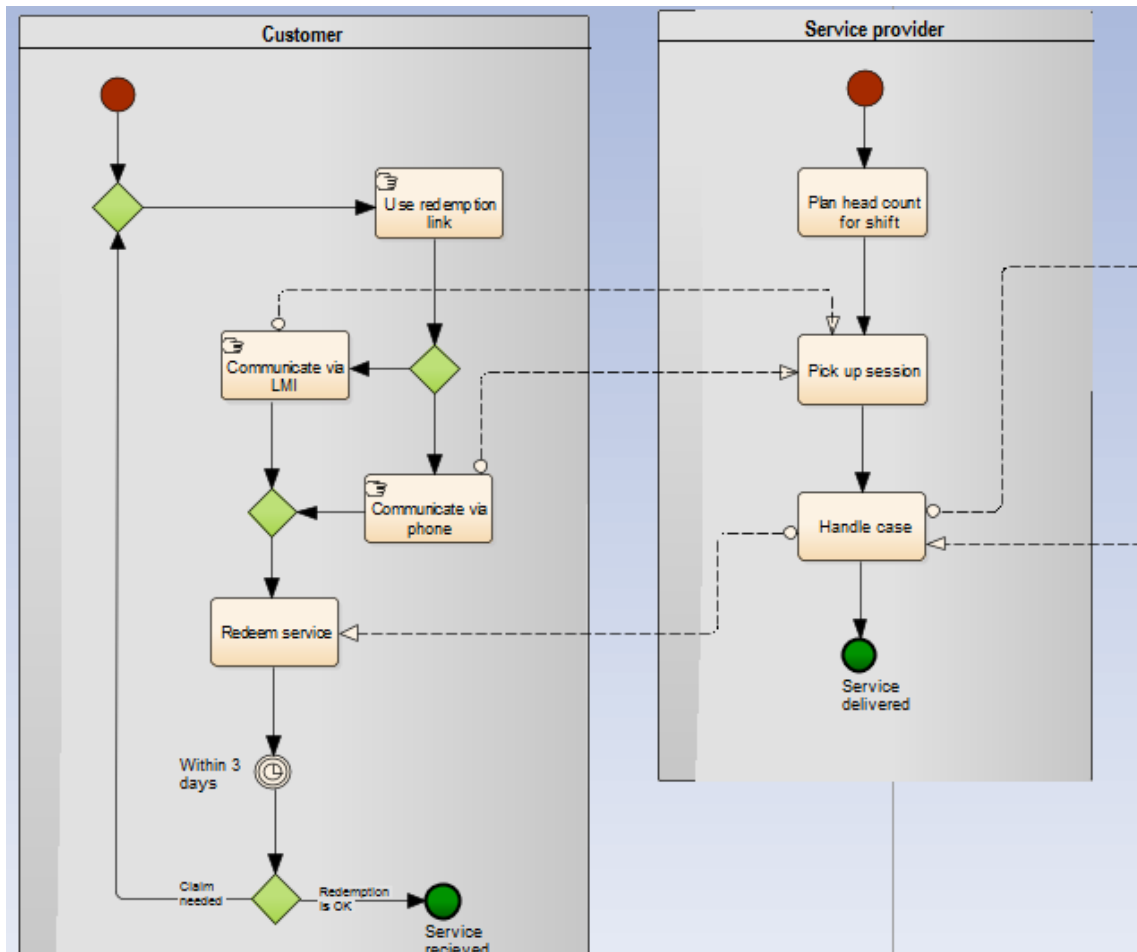 Customer
Service provider
Use redemption
link
Plan head count
for shift
Communicate via
LMI
Pick up session
Communicate via
phone
Handle case
Redeem service
Service
delivered
Within 3
days
Claim
needed
Redemption
is OK
Service
recieved